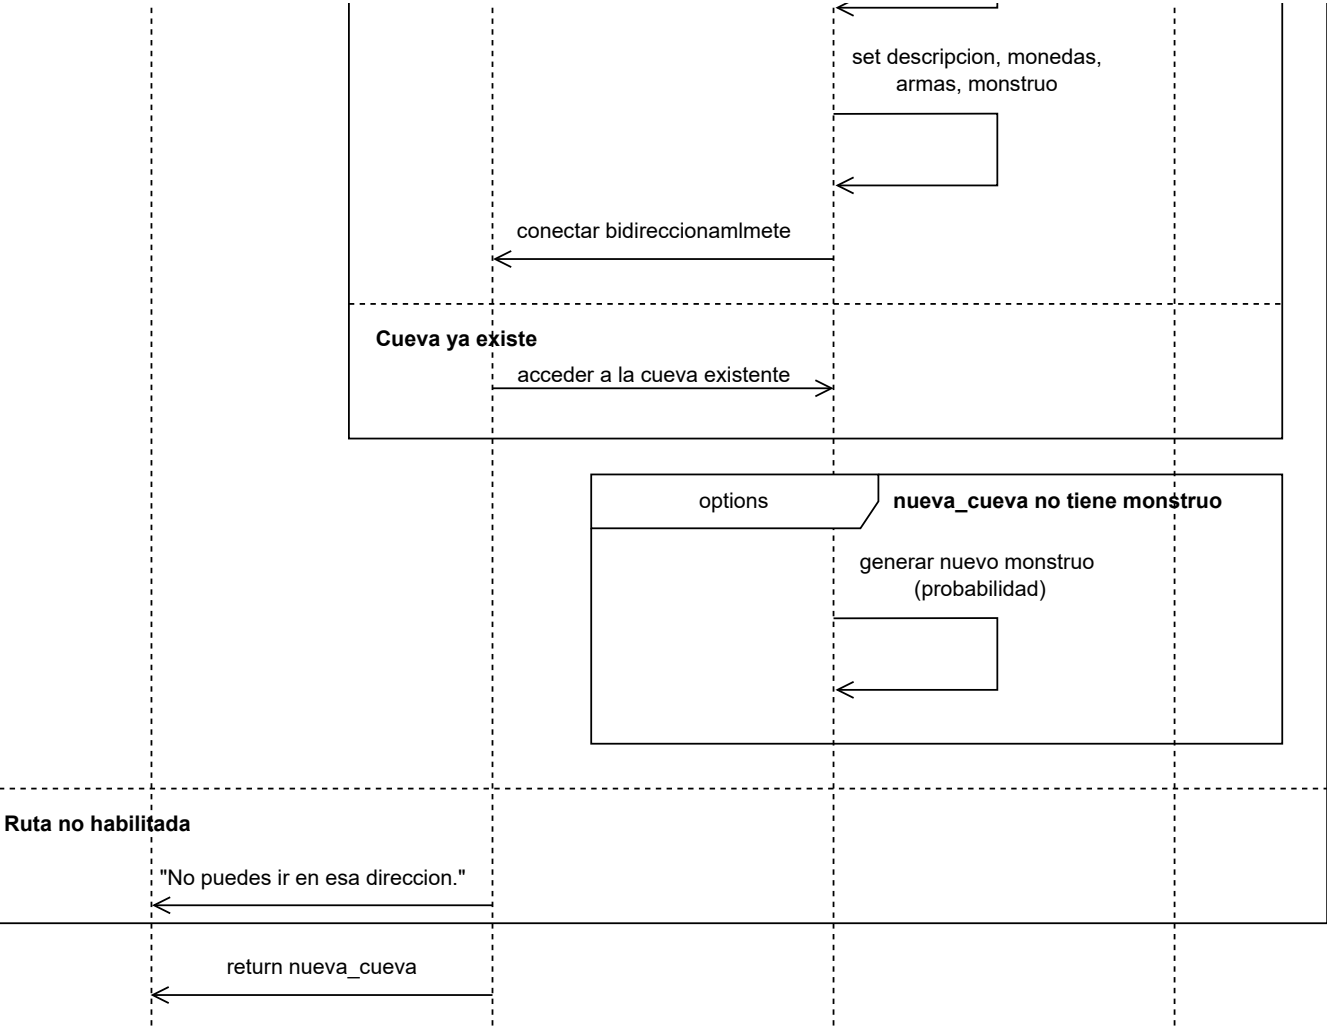 set descripcion, monedas,
armas, monstruo
conectar bidireccionamlmete
Cueva ya existe
acceder a la cueva existente
options
nueva_cueva no tiene monstruo
generar nuevo monstruo
(probabilidad)
Ruta no habilitada
"No puedes ir en esa direccion."
return nueva_cueva